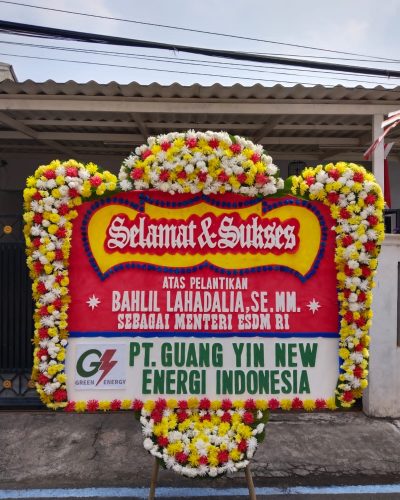 Selamat & Sukses
ATAS PELANTIKAN
BAHLIL LAHADALIA, SE. MM.
SEBAGAI MENTERI ESDM RI
G
GREEN ENERGY
PT. GUANG YIN NEW
ENERGI INDONESIA